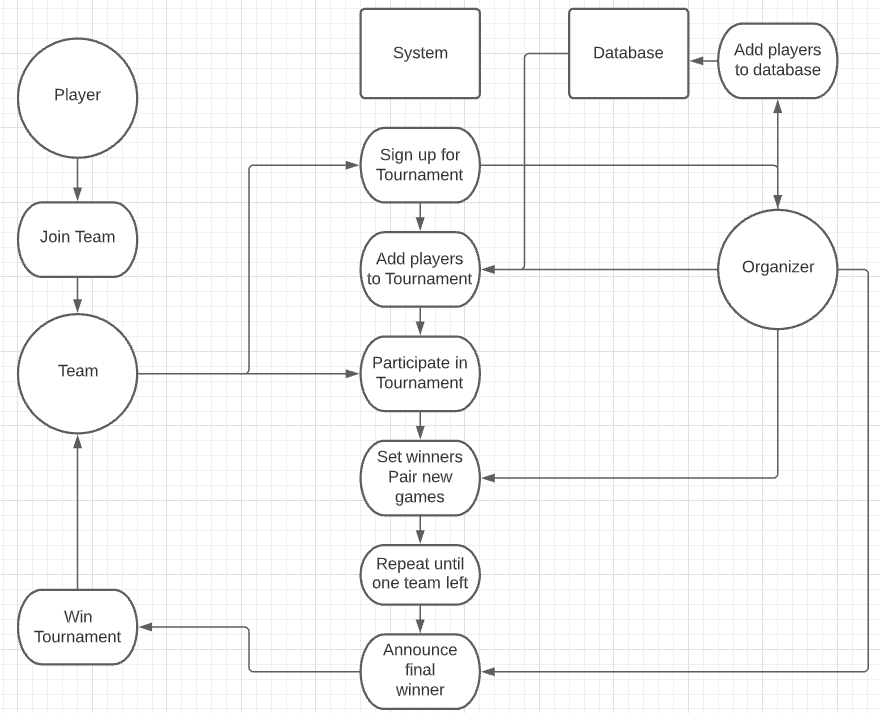 System
Database
Add players
to database
Player
Sign up for
Tournament
Join Team
Add players
to Tournament
Organizer
Team
Participate in
Tournament
Set winners
Pair new
games
Repeat until
one team left
Win
Tournament
Announce
final
winner